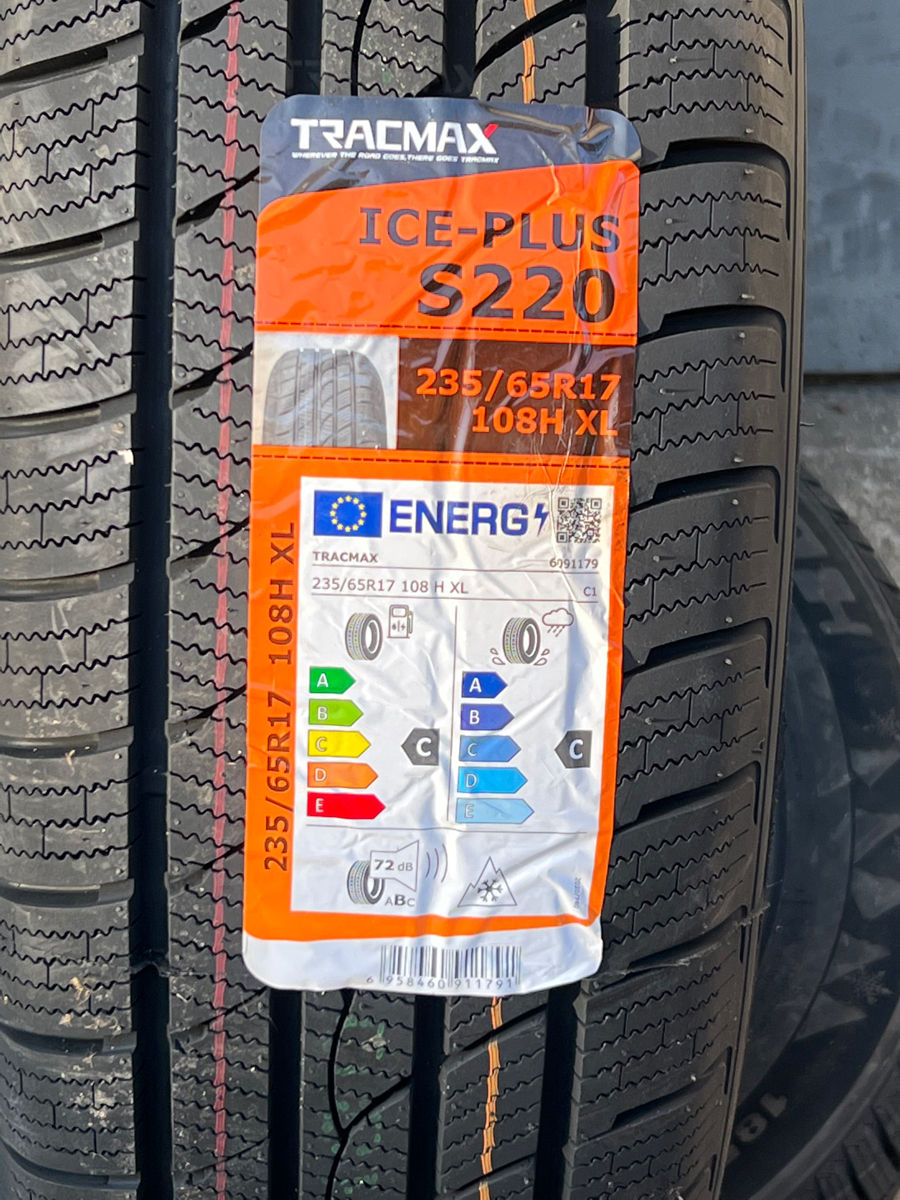 TRACMAX
WHEREVER THE ROAD GOES, THERE GOES TRACMAX
ICE-PLUS
S220
235/65R17
108H XL
235/65R17 108H XL
ENERG
TRACMAX 6091179
235/65R17 108 H XL C1
A
B
C
D
E
C
A
B
C
D
E
C
72 dB
ABC
6 958460 911791
18